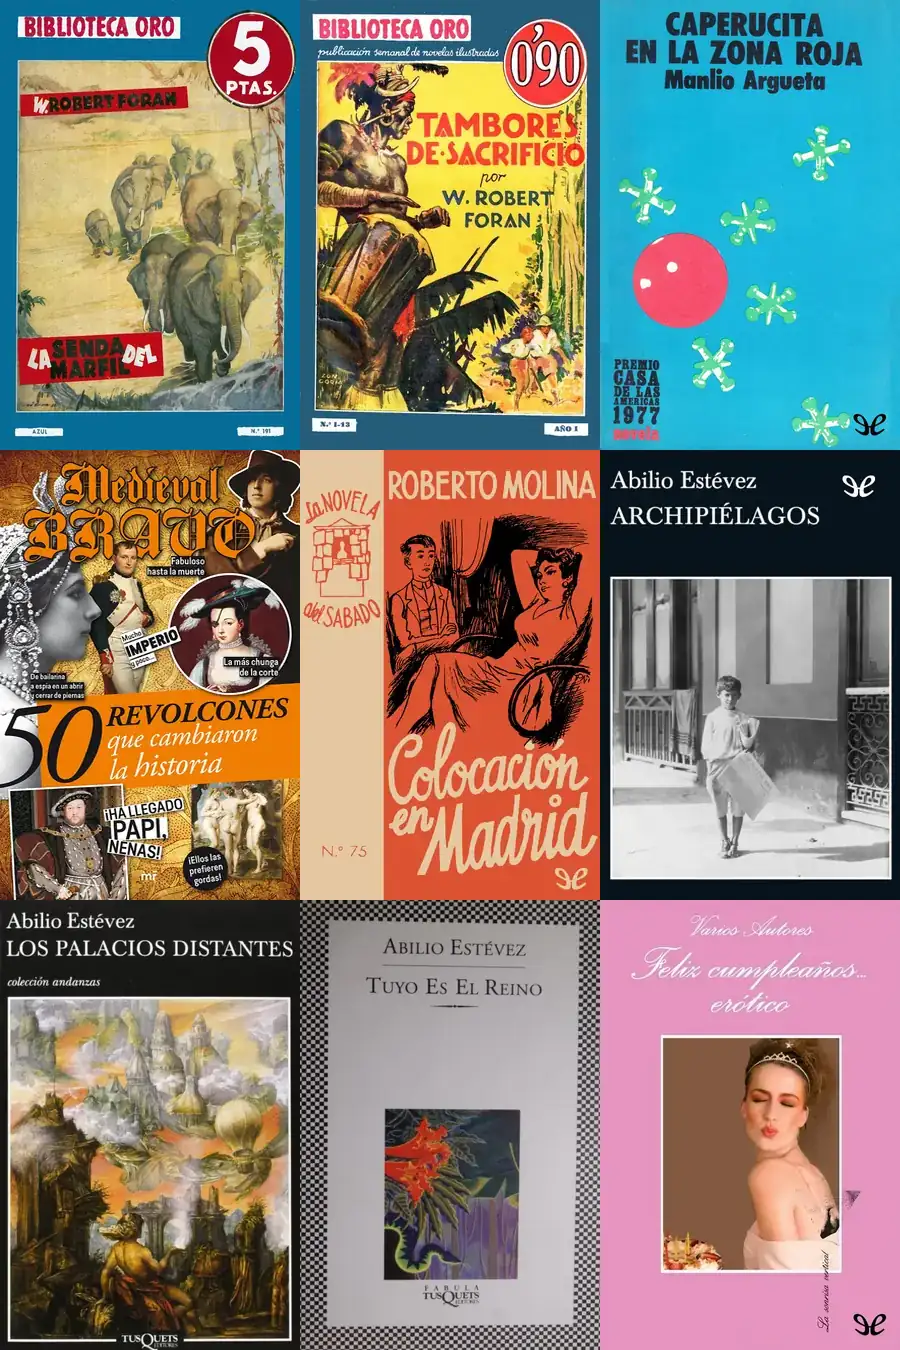 BIBLIOTECA ORO
5
PTAS.
W. ROBERT FORAN
LA SENDA DEL
MARFIL
AZUL
N.º 191
BIBLIOTECA ORO
publicación semanal de novelas ilustradas
0'90
TAMBORES
DE·SACRIFICIO
por
W. ROBERT
FORAN
N.º I-13
AÑO I
CAPERUCITA
EN LA ZONA ROJA
Manlio Argueta
PREMIO
CASA
DE LAS
AMERICAS
1977
novela
Medieval
BRAVO
Fabuloso
hasta la muerte
Mucho
IMPERIO
y poco...
La más chunga
de la corte
De bailarina
a espía en un abrir
y cerrar de piernas
50 REVOLCONES
que cambiaron
la historia
¡HA LLEGADO
PAPI,
NENAS!
mr
¡Ellos las
prefieren
gordas!
La NOVELA
del SABADO
N.º 75
ROBERTO MOLINA
Colocación
en
Madrid
Abilio Estévez
ARCHIPIÉLAGOS
Abilio Estévez
LOS PALACIOS DISTANTES
colección andanzas
TUSQUETS
EDITORES
ABILIO ESTÉVEZ
TUYO ES EL REINO
FÁBULA
TUSQUETS
EDITORES
Varios Autores
Feliz cumpleaños...
erótico
La sonrisa vertical